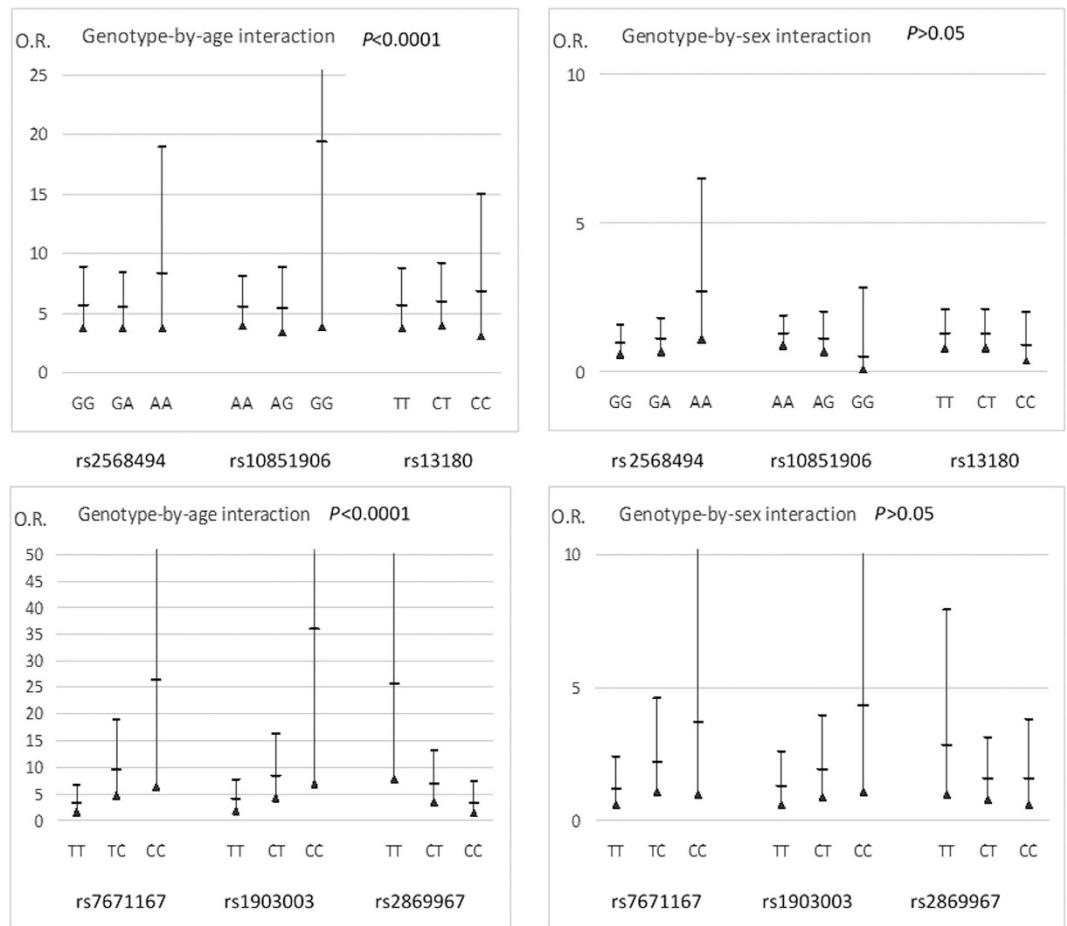 O.R. Genotype-by-age interaction P<0.0001
25
20
15
10
5
0
GG GA AA AA AG GG TT CT CC
rs2568494 rs10851906 rs13180
O.R. Genotype-by-sex interaction P>0.05
10
5
0
GG GA AA AA AG GG TT CT CC
rs2568494 rs10851906 rs13180
O.R. Genotype-by-age interaction P<0.0001
50
45
40
35
30
25
20
15
10
5
0
TT TC CC TT CT CC TT CT CC
rs7671167 rs1903003 rs2869967
O.R. Genotype-by-sex interaction P>0.05
10
5
0
TT TC CC TT CT CC TT CT CC
rs7671167 rs1903003 rs2869967